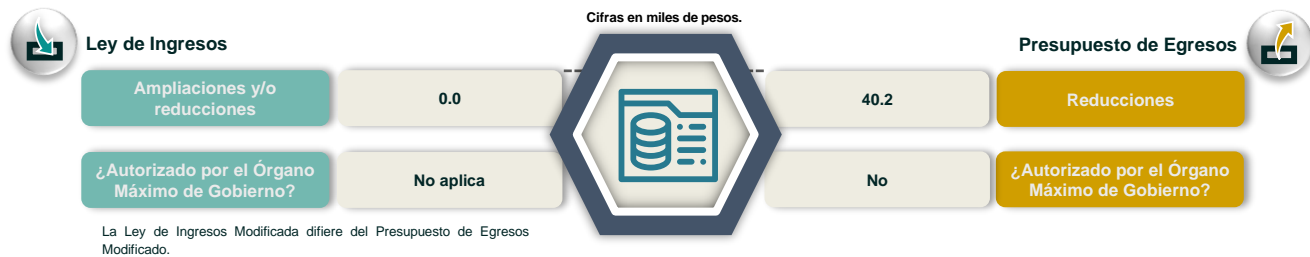 Cifras en miles de pesos.
Ley de Ingresos
Presupuesto de Egresos
Ampliaciones y/o
reducciones
0.0
40.2
Reducciones
¿Autorizado por el Órgano
Máximo de Gobierno?
No aplica
No
¿Autorizado por el Órgano
Máximo de Gobierno?
La Ley de Ingresos Modificada difiere del Presupuesto de Egresos
Modificado.